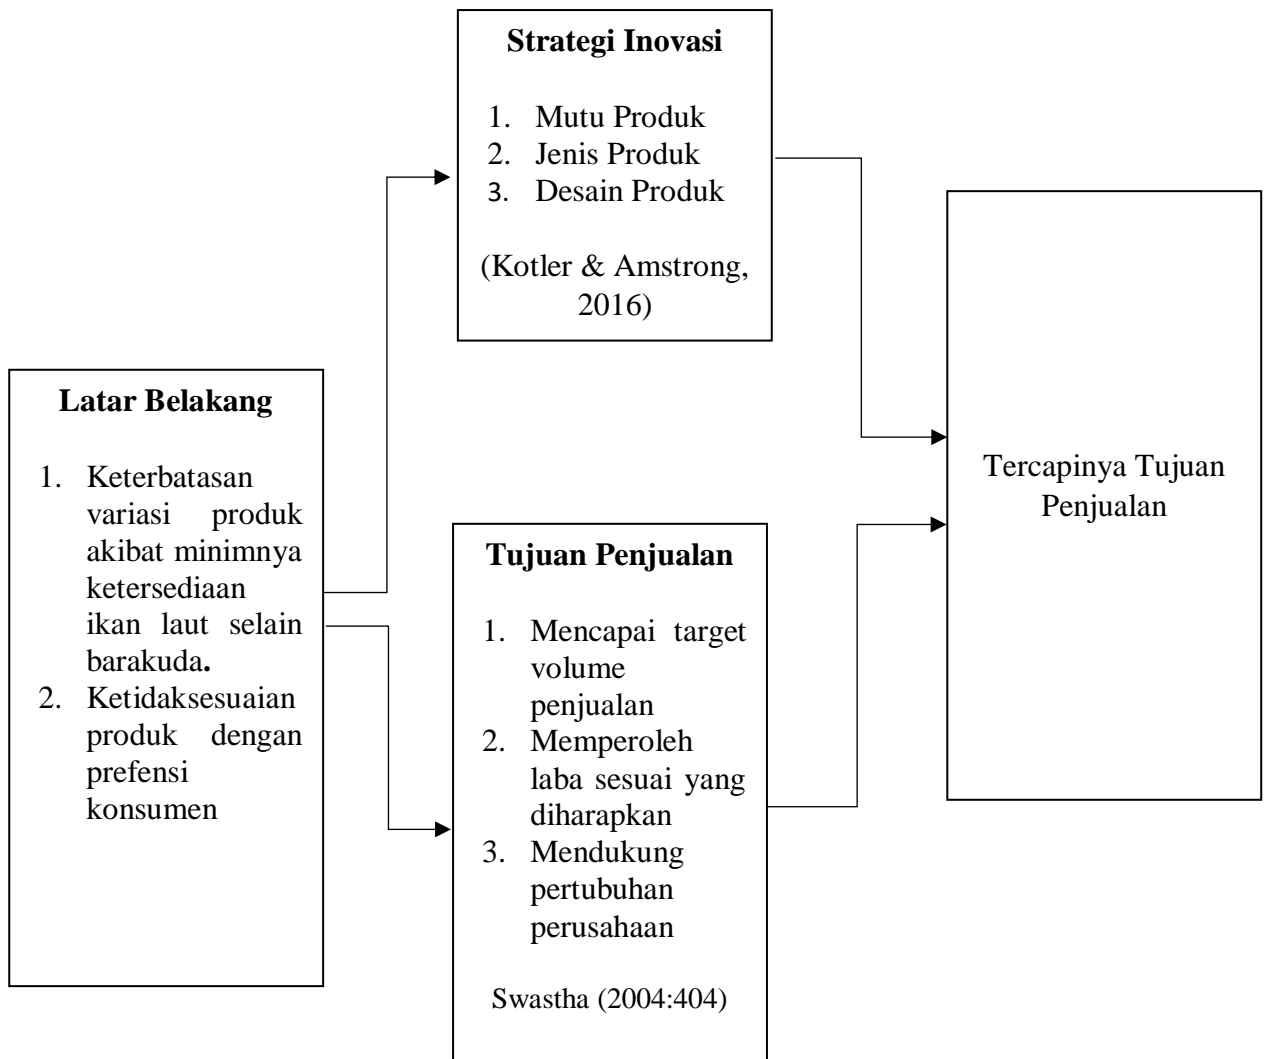 Strategi Inovasi
1. Mutu Produk
2. Jenis Produk
3. Desain Produk
(Kotler & Amstrong,
2016)
Latar Belakang
1. Keterbatasan
variasi produk
akibat minimnya
ketersediaan
ikan laut selain
barakuda.
2. Ketidaksesuaian
produk dengan
prefensi
konsumen
Tujuan Penjualan
1. Mencapai target
volume
penjualan
2. Memperoleh
laba sesuai yang
diharapkan
3. Mendukung
pertubuhan
perusahaan
Swastha (2004:404)
Tercapinya Tujuan
Penjualan